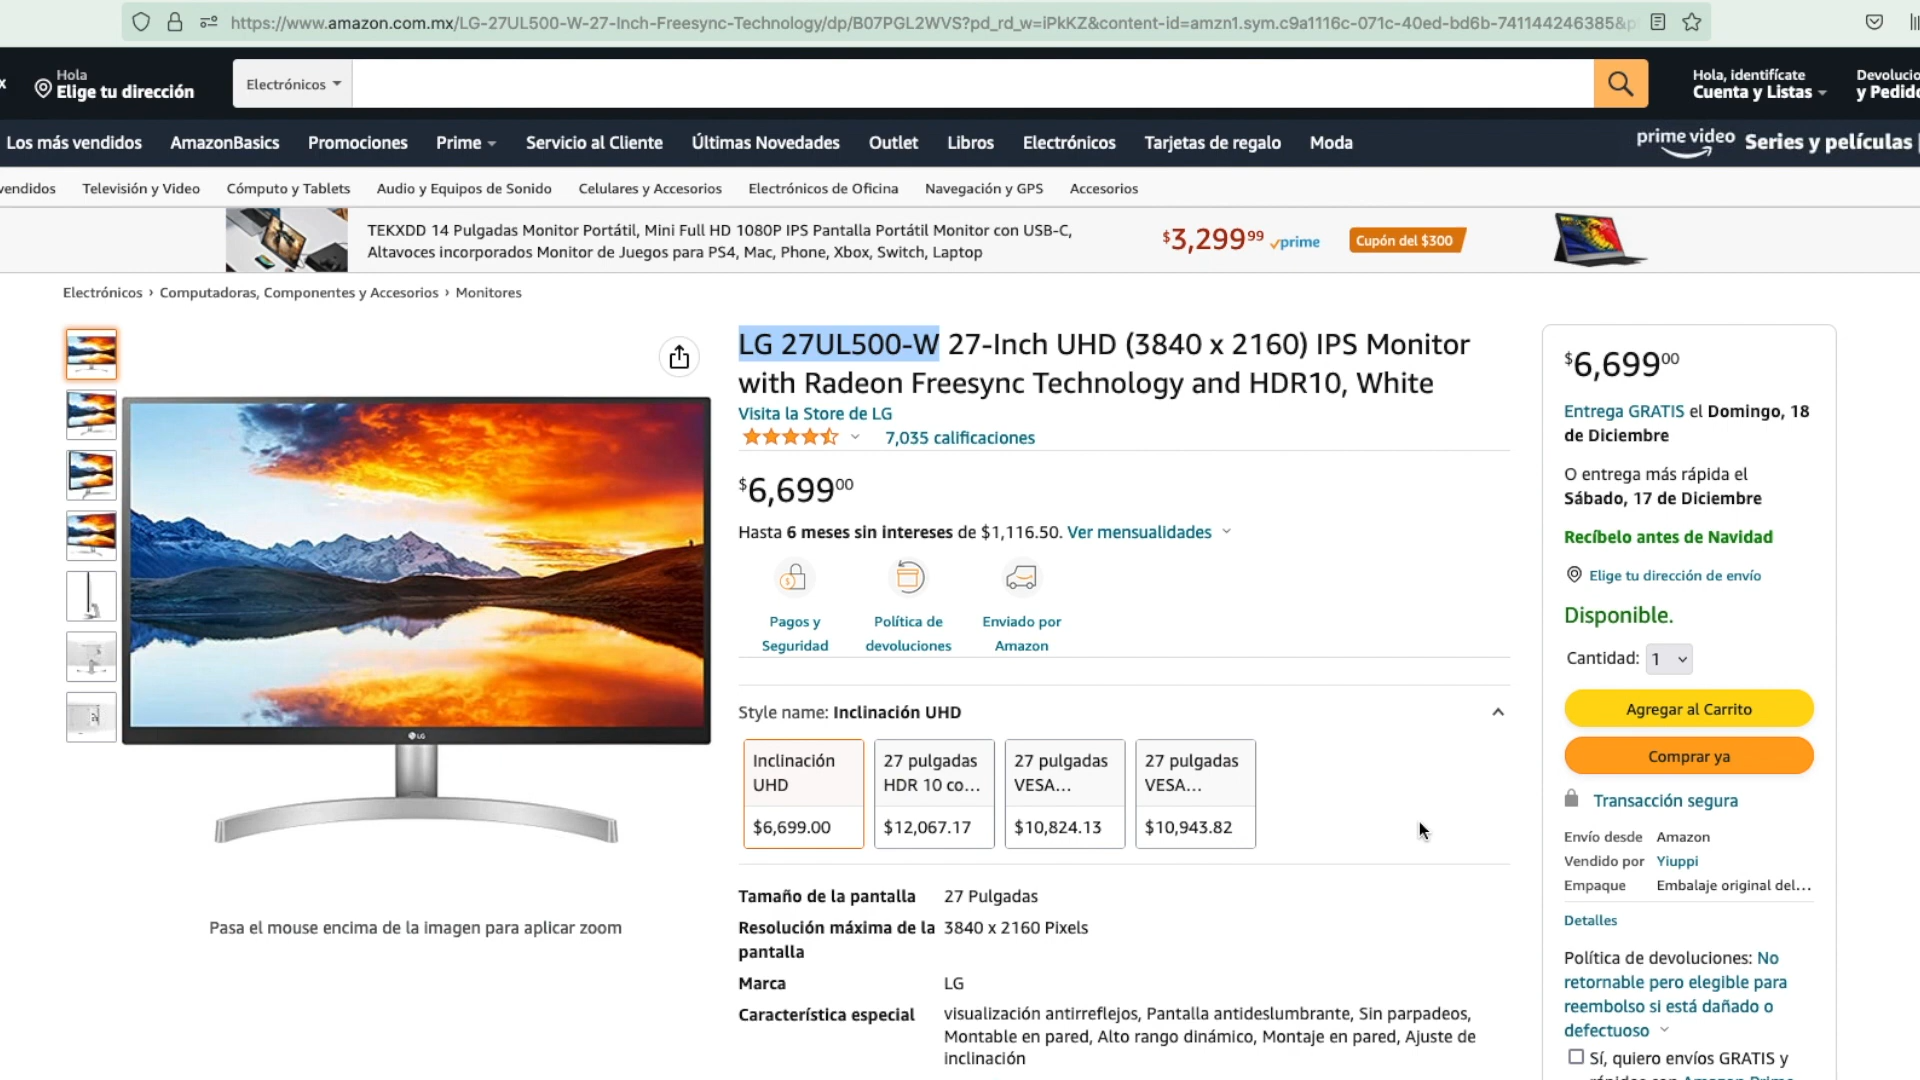 https://www.amazon.com.mx/LG-27UL500-W-27-Inch-Freesync-Technology/dp/B07PGL2WVS?pd_rd_w=iPkKZ&content-id=amzn1.sym.c9a1116c-071c-40ed-bd6b-741144246385&p
Hola
Elige tu dirección
Electrónicos
Hola, identifícate
Cuenta y Listas
Devolucio
y Pedido
Los más vendidos AmazonBasics Promociones Prime Servicio al Cliente Últimas Novedades Outlet Libros Electrónicos Tarjetas de regalo Moda
prime video Series y películas
vendidos Televisión y Video Cómputo y Tablets Audio y Equipos de Sonido Celulares y Accesorios Electrónicos de Oficina Navegación y GPS Accesorios
TEKXDD 14 Pulgadas Monitor Portátil, Mini Full HD 1080P IPS Pantalla Portátil Monitor con USB-C,
Altavoces incorporados Monitor de Juegos para PS4, Mac, Phone, Xbox, Switch, Laptop
$3,299 99 prime
Cupón del $300
Electrónicos › Computadoras, Componentes y Accesorios › Monitores
LG
Pasa el mouse encima de la imagen para aplicar zoom
LG 27UL500-W 27-Inch UHD (3840 x 2160) IPS Monitor
with Radeon Freesync Technology and HDR10, White
Visita la Store de LG
7,035 calificaciones
$6,699 00
Hasta 6 meses sin intereses de $1,116.50. Ver mensualidades
Pagos y
Seguridad
Política de
devoluciones
Enviado por
Amazon
Style name: Inclinación UHD
Inclinación
UHD
$6,699.00
27 pulgadas
HDR 10 co...
$12,067.17
27 pulgadas
VESA...
$10,824.13
27 pulgadas
VESA...
$10,943.82
Tamaño de la pantalla 27 Pulgadas
Resolución máxima de la 3840 x 2160 Pixels
pantalla
Marca LG
Característica especial visualización antirreflejos, Pantalla antideslumbrante, Sin parpadeos,
Montable en pared, Alto rango dinámico, Montaje en pared, Ajuste de
inclinación
$6,699 00
Entrega GRATIS el Domingo, 18
de Diciembre
O entrega más rápida el
Sábado, 17 de Diciembre
Recíbelo antes de Navidad
Elige tu dirección de envío
Disponible.
Cantidad: 1
Agregar al Carrito
Comprar ya
Transacción segura
Envío desde Amazon
Vendido por Yiuppi
Empaque Embalaje original del...
Detalles
Política de devoluciones: No
retornable pero elegible para
reembolso si está dañado o
defectuoso
Sí, quiero envíos GRATIS y
rápidos con Amazon Prime